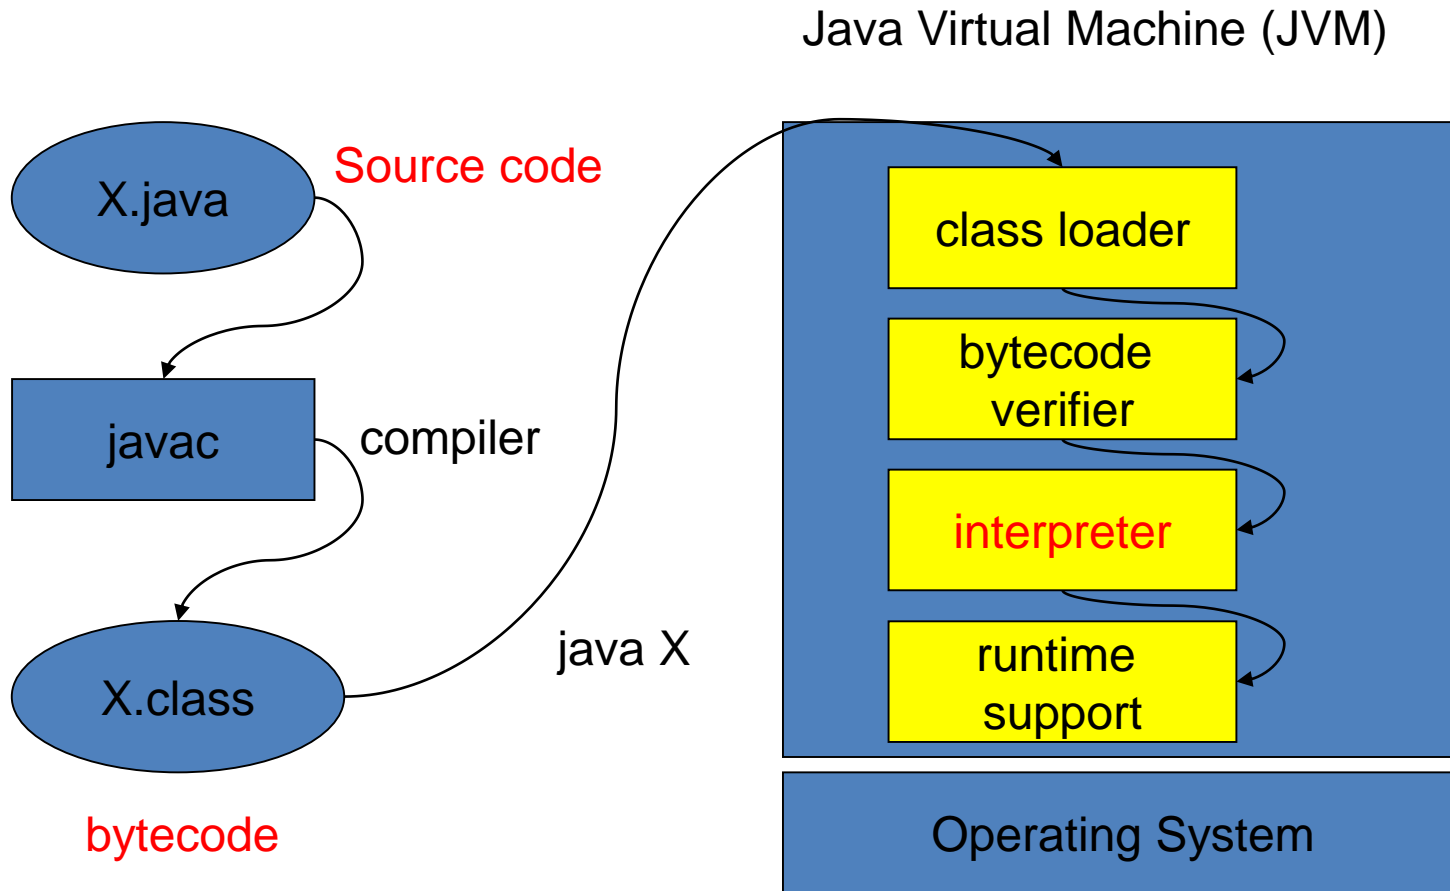 Java Virtual Machine (JVM)
X.java
Source code
javac
compiler
X.class
bytecode
java X
class loader
bytecode
verifier
interpreter
runtime
support
Operating System